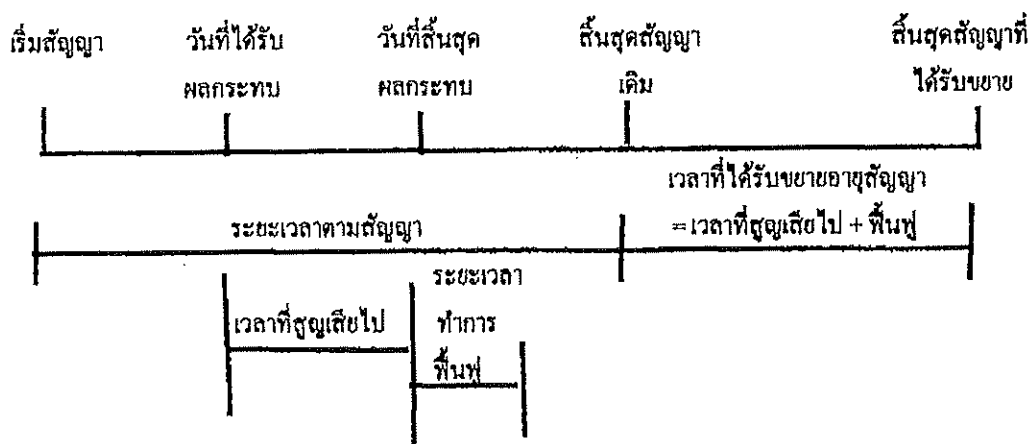 เริ่มสัญญา วันที่ได้รับ วันที่สิ้นสุด สิ้นสุดสัญญา สิ้นสุดสัญญาที่
ผลกระทบ ผลกระทบ เดิม ได้รับขยาย
เวลาที่ได้รับขยายอายุสัญญา
ระยะเวลาตามสัญญา =เวลาที่สูญเสียไป + ฟื้นฟู
ระยะเวลา
เวลาที่สูญเสียไป ทำการ
ฟื้นฟู